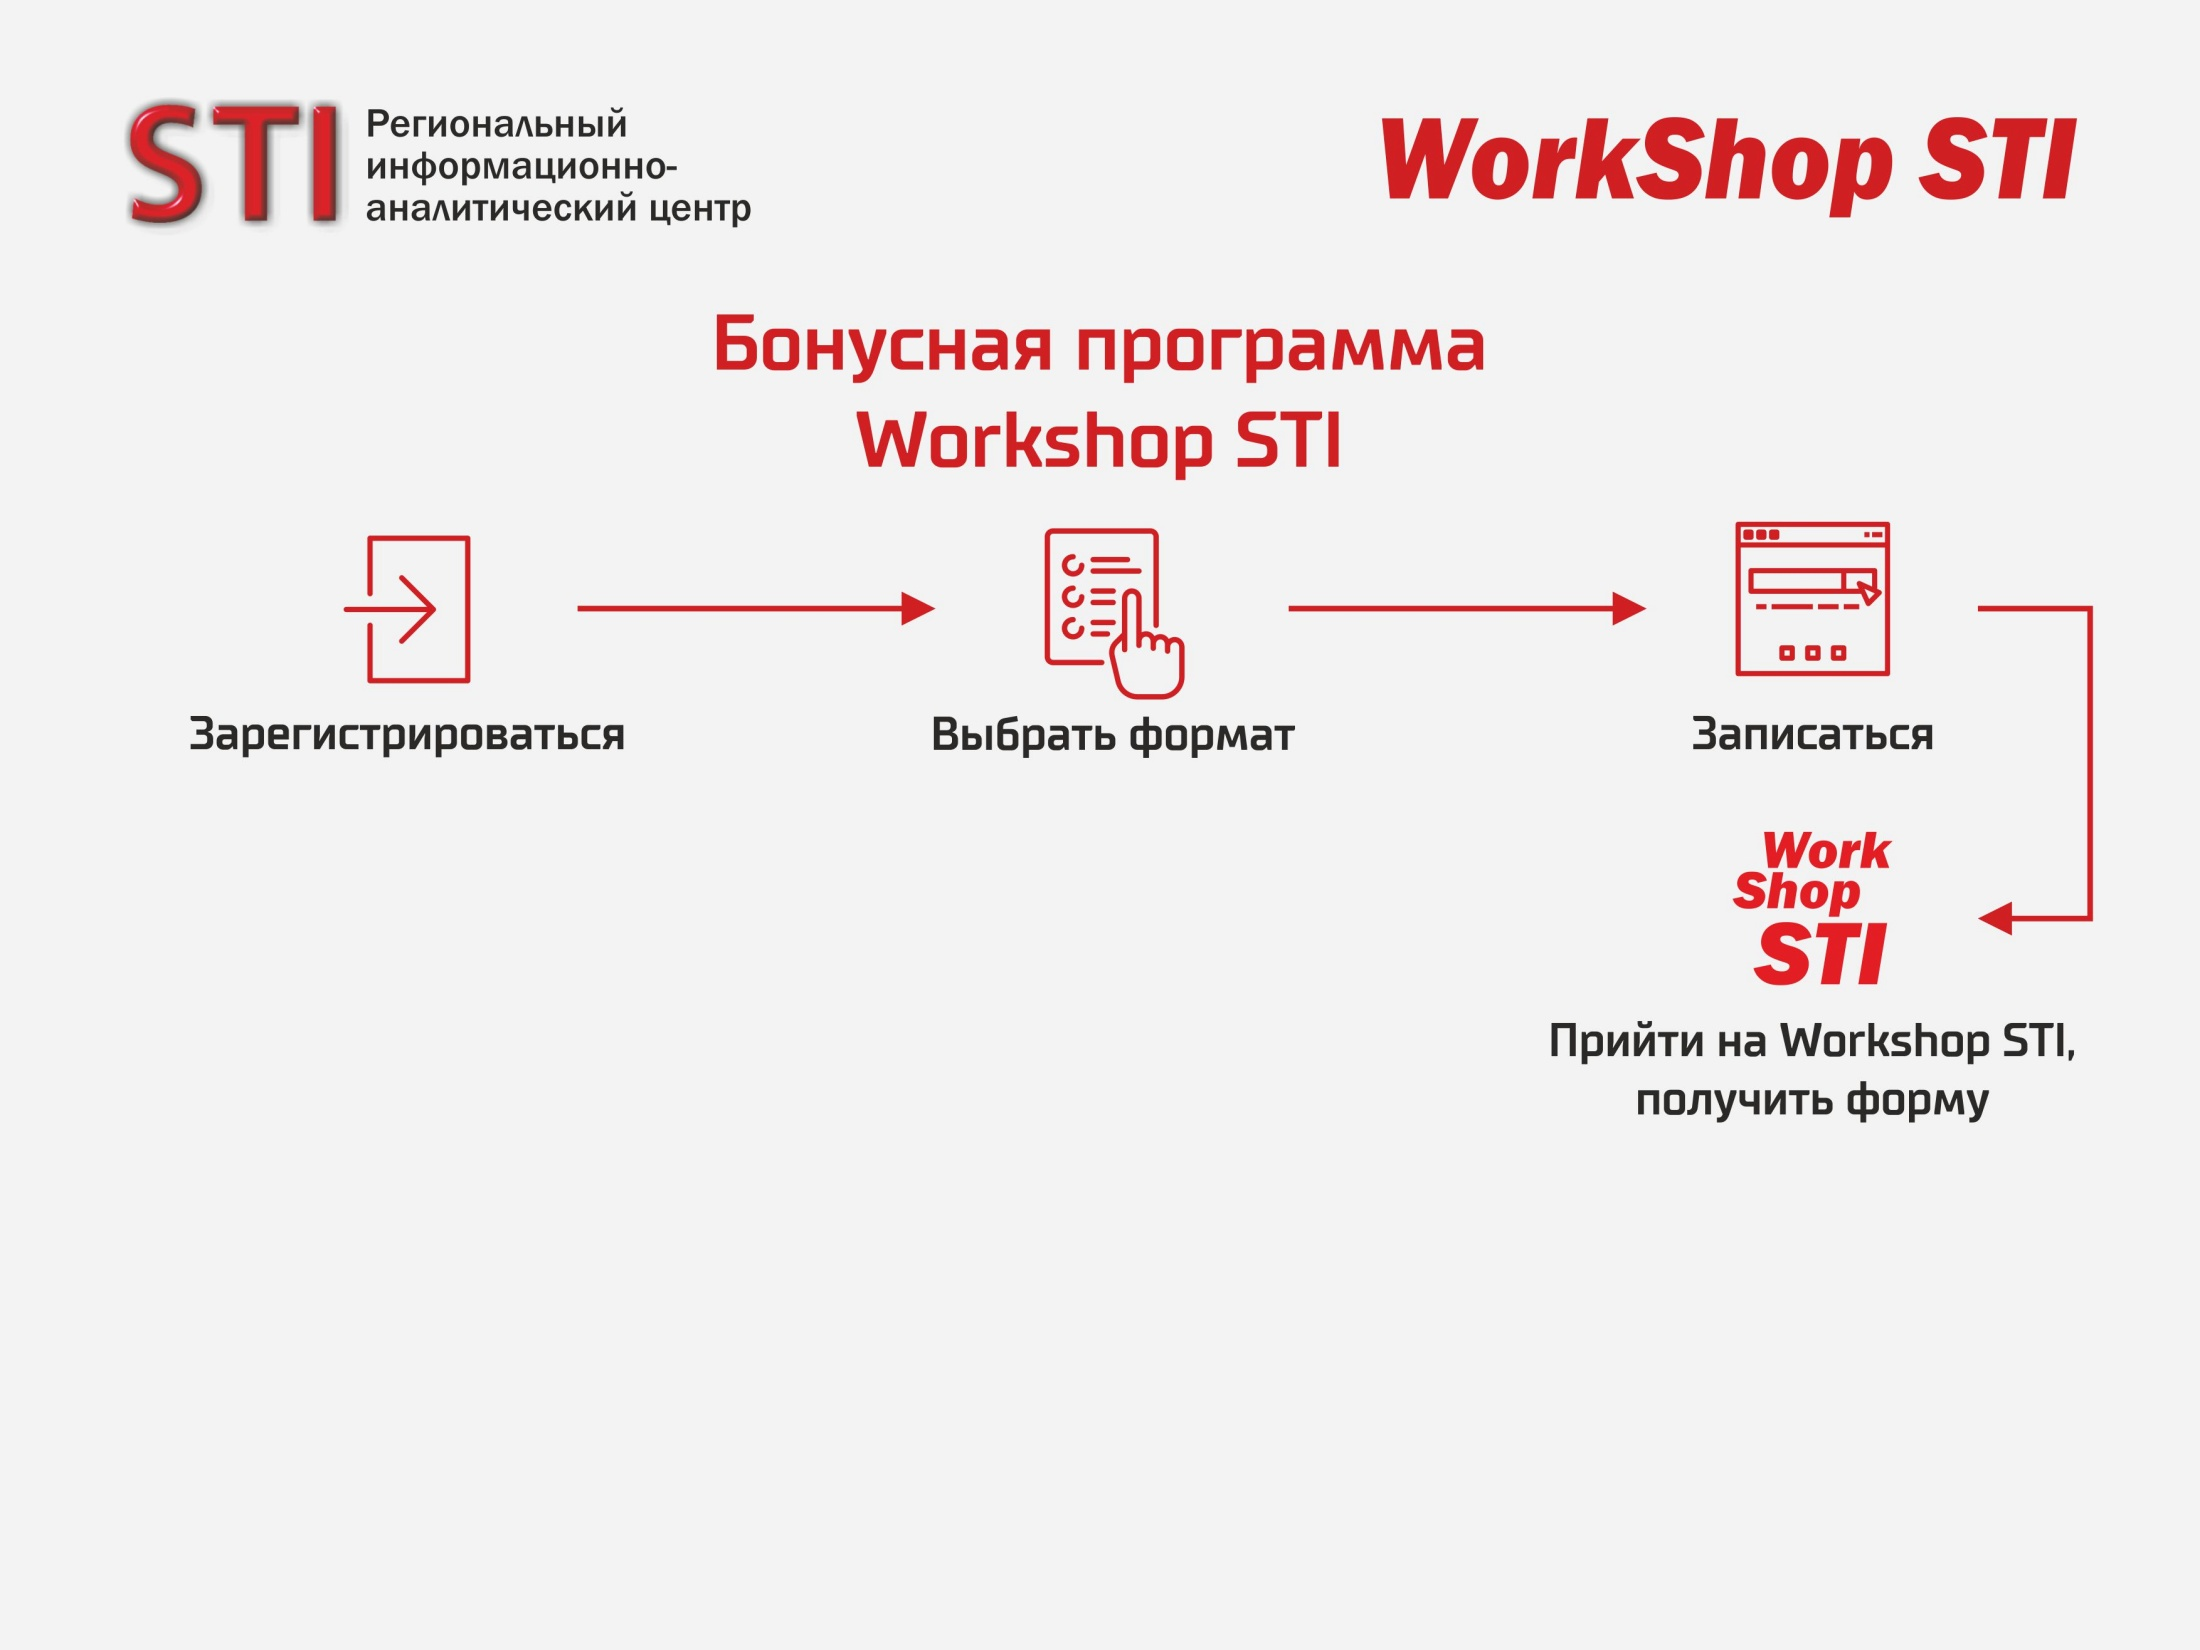 STI
Региональный
информационно-
аналитический центр
WorkShop STI
Бонусная программа
Workshop STI
Зарегистрироваться
Выбрать формат
Записаться
Work
Shop
STI
Прийти на Workshop STI,
получить форму